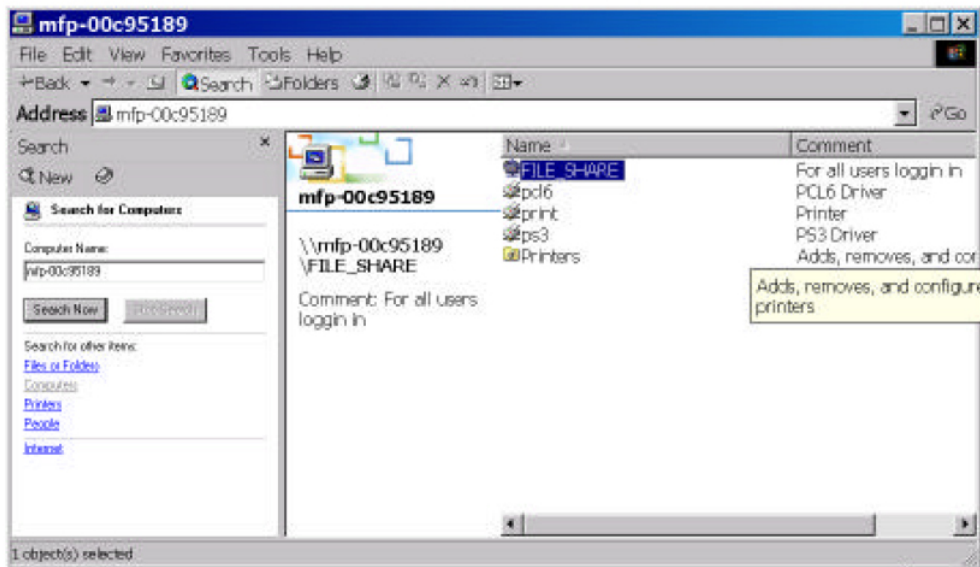 mfp-00c95189
File Edit View Favorites Tools Help
Back Search Folders
Address mfp-00c95189 Go
Search
New
Search for Computers
Computer Name:
mfp-00c95189
Search Now Stop Search
Search for other items:
Files or Folders
Computers
Printers
People
Internet
mfp-00c95189
\\mfp-00c95189
\FILE_SHARE
Comment: For all users
loggin in
Name Comment
FILE_SHARE For all users loggin in
pcl6 PCL6 Driver
print Printer
ps3 PS3 Driver
Printers Adds, removes, and cor
Adds, removes, and configure
printers
1 object(s) selected